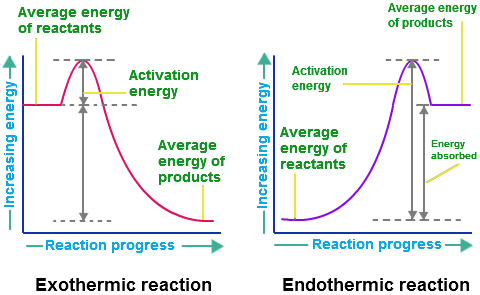 Average energy
of reactants
Increasing energy
Activation
energy
Average
energy of
products
Reaction progress
Exothermic reaction
Average energy
of products
Increasing energy
Activation
energy
Average
energy of
reactants
Energy
absorbed
Reaction progress
Endothermic reaction